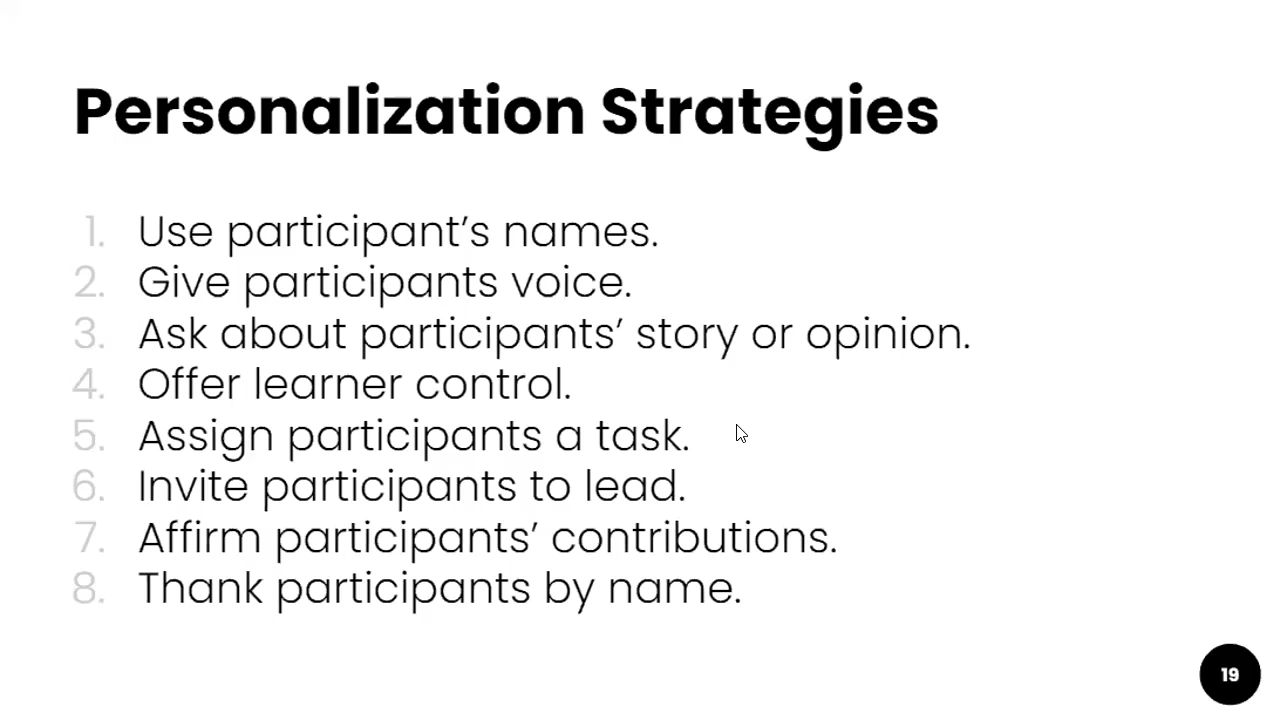 Personalization Strategies
1. Use participant’s names.
2. Give participants voice.
3. Ask about participants’ story or opinion.
4. Offer learner control.
5. Assign participants a task.
6. Invite participants to lead.
7. Affirm participants’ contributions.
8. Thank participants by name.
19